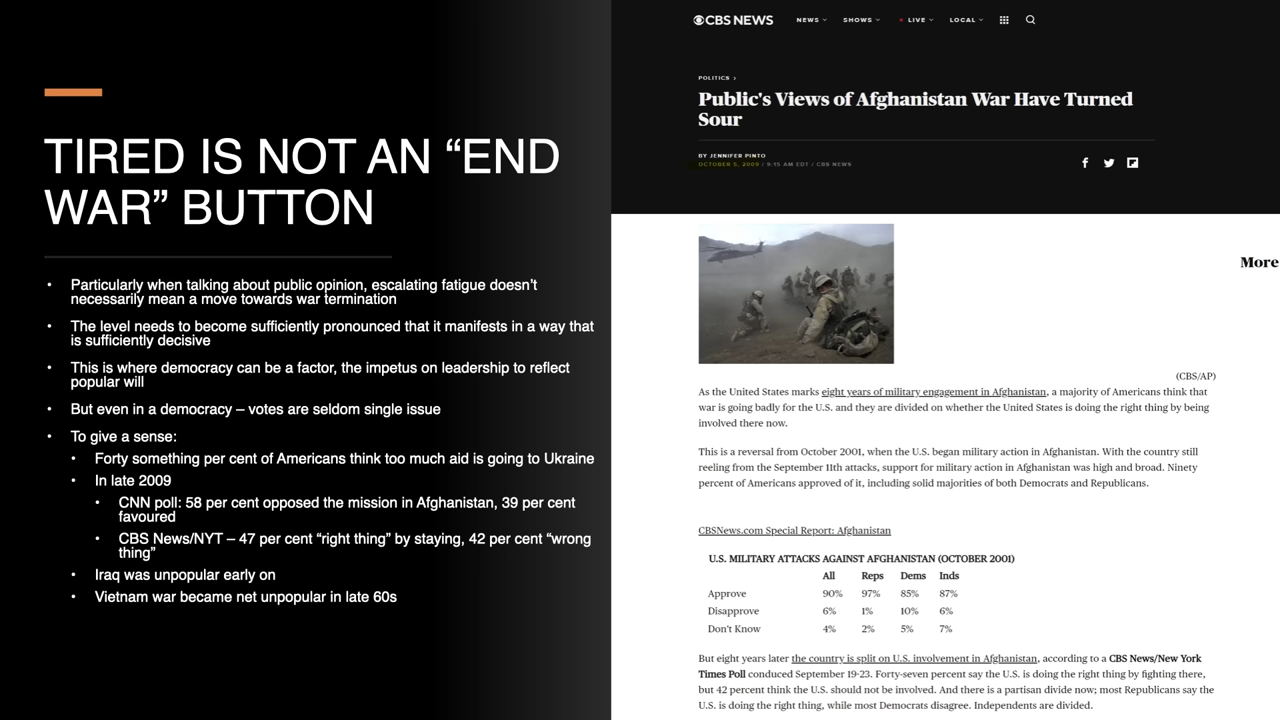 TIRED IS NOT AN “END
WAR” BUTTON
• Particularly when talking about public opinion, escalating fatigue doesn’t
necessarily mean a move towards war termination
• The level needs to become sufficiently pronounced that it manifests in a way that
is sufficiently decisive
• This is where democracy can be a factor, the impetus on leadership to reflect
popular will
• But even in a democracy – votes are seldom single issue
• To give a sense:
• Forty something per cent of Americans think too much aid is going to Ukraine
• In late 2009
• CNN poll: 58 per cent opposed the mission in Afghanistan, 39 per cent
favoured
• CBS News/NYT – 47 per cent “right thing” by staying, 42 per cent “wrong
thing”
• Iraq was unpopular early on
• Vietnam war became net unpopular in late 60s
CBS NEWS NEWS SHOWS LIVE LOCAL
POLITICS ›
Public's Views of Afghanistan War Have Turned
Sour
BY JENNIFER PINTO
OCTOBER 5, 2009 / 9:15 AM EDT / CBS NEWS
More
(CBS/AP)
As the United States marks eight years of military engagement in Afghanistan, a majority of Americans think that
war is going badly for the U.S. and they are divided on whether the United States is doing the right thing by being
involved there now.
This is a reversal from October 2001, when the U.S. began military action in Afghanistan. With the country still
reeling from the September 11th attacks, support for military action in Afghanistan was high and broad. Ninety
percent of Americans approved of it, including solid majorities of both Democrats and Republicans.
CBSNews.com Special Report: Afghanistan
U.S. MILITARY ATTACKS AGAINST AFGHANISTAN (OCTOBER 2001)
All Reps Dems Inds
Approve 90% 97% 85% 87%
Disapprove 6% 1% 10% 6%
Don't Know 4% 2% 5% 7%
But eight years later the country is split on U.S. involvement in Afghanistan, according to a CBS News/New York
Times Poll conducted September 19-23. Forty-seven percent say the U.S. is doing the right thing by fighting there,
but 42 percent think the U.S. should not be involved. And there is a partisan divide now; most Republicans say the
U.S. is doing the right thing, while most Democrats disagree. Independents are divided.